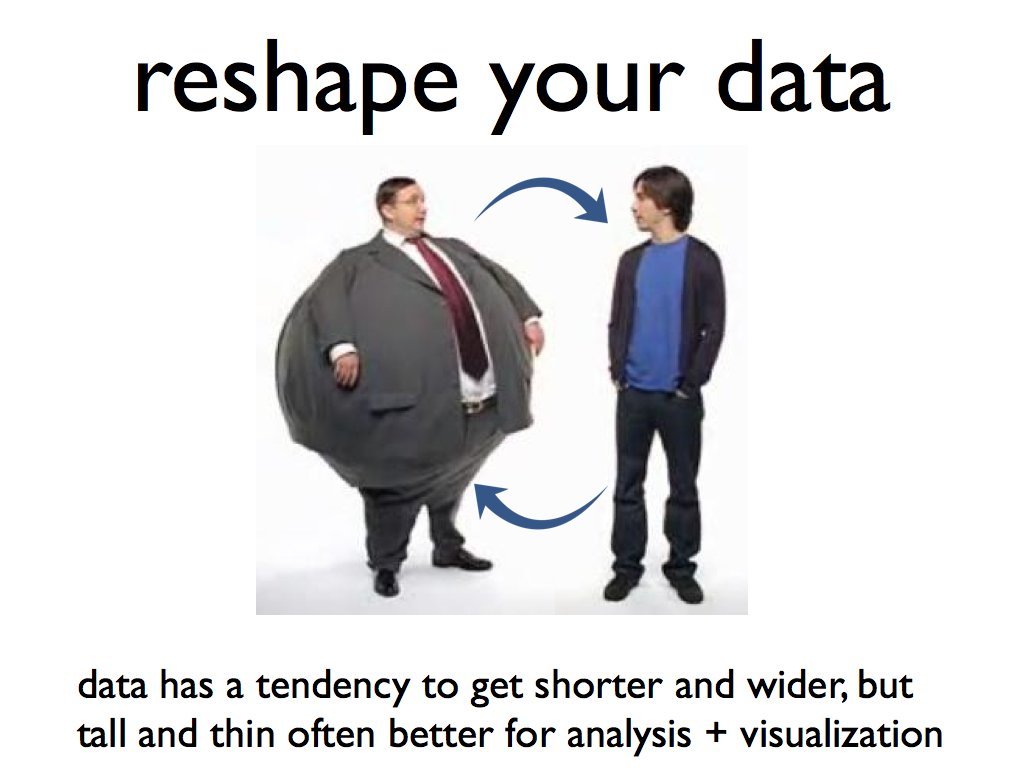 reshape your data
data has a tendency to get shorter and wider, but
tall and thin often better for analysis + visualization